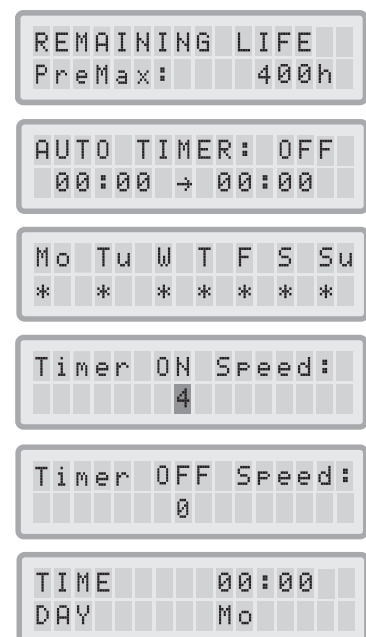 REMAINING LIFE
PreMax: 400h
AUTO TIMER: OFF
00:00 → 00:00
Mo Tu W T F S Su
* * * * * * *
Timer ON Speed:
4
Timer OFF Speed:
0
TIME 00:00
DAY Mo